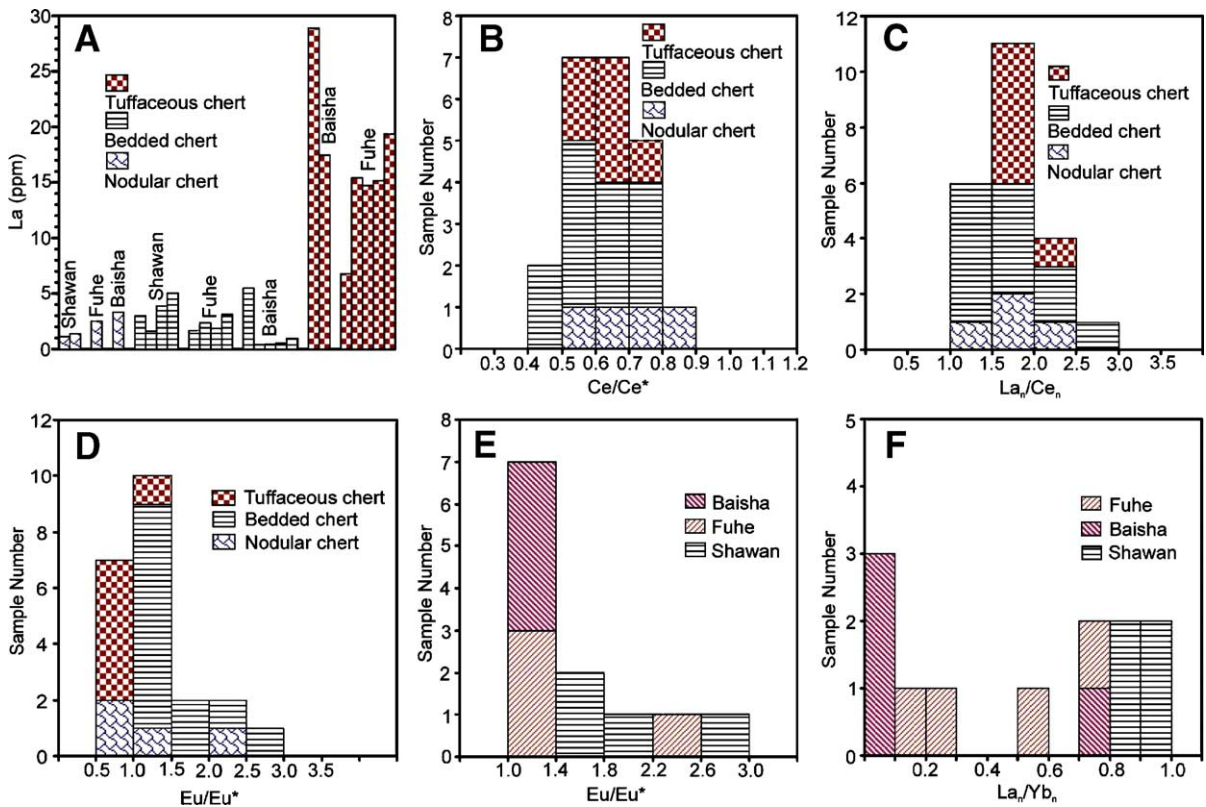 A
La (ppm)
30
25
20
15
10
5
0
Tuffaceous chert
Bedded chert
Nodular chert
Shawan
Fuhe
Baisha
Shawan
Fuhe
Baisha
Baisha
Fuhe
B
Sample Number
8
7
6
5
4
3
2
1
0
Tuffaceous chert
Bedded chert
Nodular chert
0.3 0.4 0.5 0.6 0.7 0.8 0.9 1.0 1.1 1.2
Ce/Ce*
C
Sample Number
12
10
8
6
4
2
0
Tuffaceous chert
Bedded chert
Nodular chert
0.5 1.0 1.5 2.0 2.5 3.0 3.5
Laₙ/Ceₙ
D
Sample Number
12
10
8
6
4
2
0
Tuffaceous chert
Bedded chert
Nodular chert
0.5 1.0 1.5 2.0 2.5 3.0 3.5
Eu/Eu*
E
Sample Number
8
7
6
5
4
3
2
1
0
Baisha
Fuhe
Shawan
1.0 1.4 1.8 2.2 2.6 3.0
Eu/Eu*
F
Sample Number
5
4
3
2
1
0
Fuhe
Baisha
Shawan
0.2 0.4 0.6 0.8 1.0
Laₙ/Ybₙ